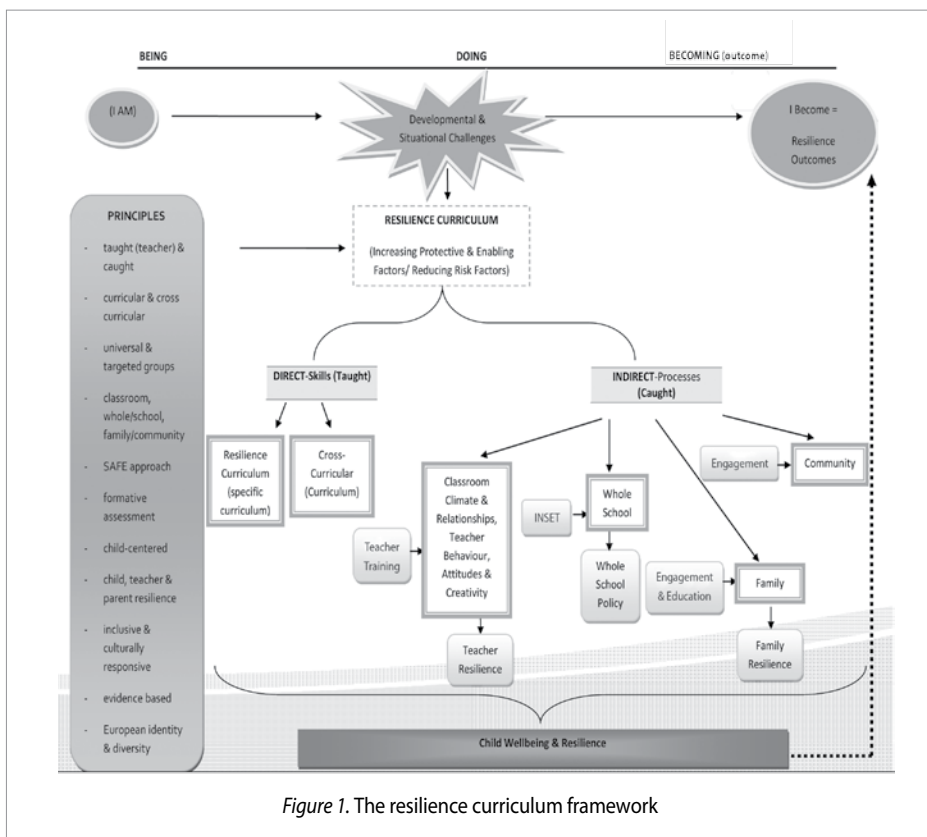 BEING
DOING
BECOMING (outcome)
(I AM)
Developmental &
Situational Challenges
I Become =
Resilience
Outcomes
PRINCIPLES
- taught (teacher) &
caught
- curricular & cross
curricular
- universal &
targeted groups
- classroom,
whole/school,
family/community
- SAFE approach
- formative
assessment
- child-centered
- child, teacher &
parent resilience
- inclusive &
culturally
responsive
- evidence based
- European identity
& diversity
RESILIENCE CURRICULUM
(Increasing Protective & Enabling
Factors/ Reducing Risk Factors)
DIRECT-Skills (Taught)
INDIRECT-Processes
(Caught)
Resilience
Curriculum
(specific
curriculum)
Cross-
Curricular
(Curriculum)
Teacher
Training
Classroom
Climate &
Relationships,
Teacher
Behaviour,
Attitudes &
Creativity
Teacher
Resilience
INSET
Whole
School
Whole
School
Policy
Engagement
& Education
Family
Family
Resilience
Engagement
Community
Child Wellbeing & Resilience
Figure 1. The resilience curriculum framework